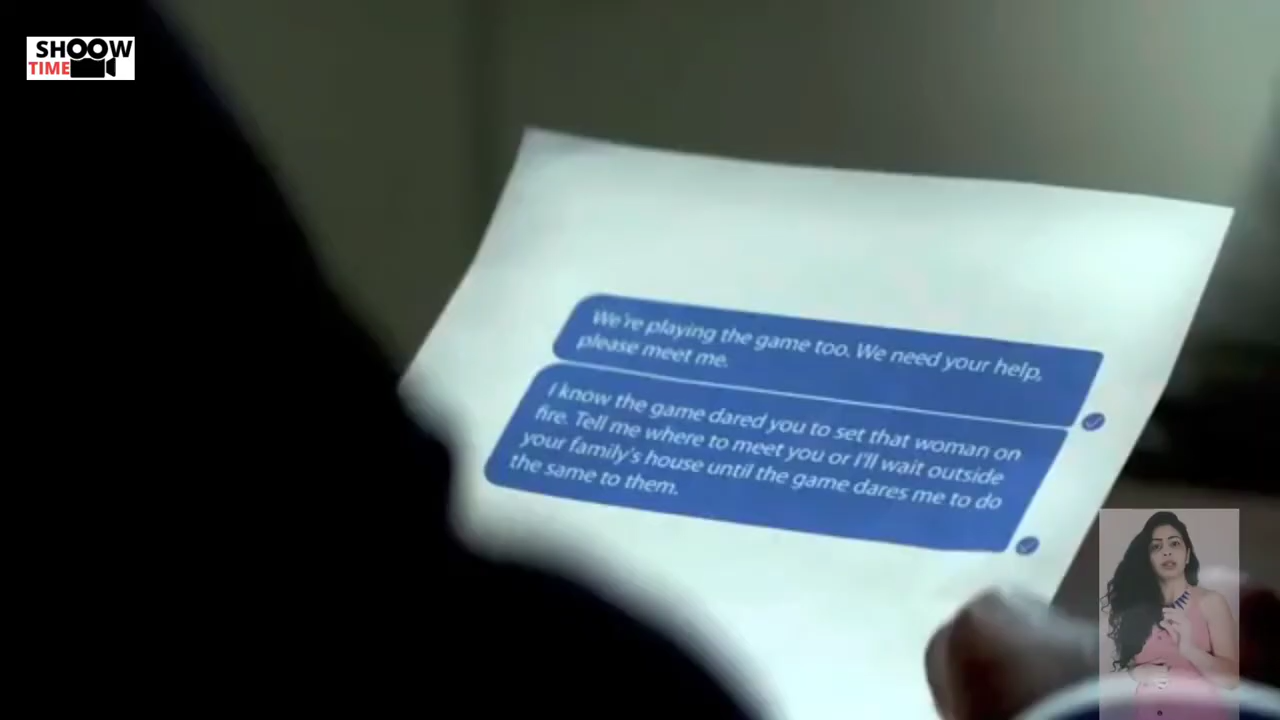 SHOOW
TIME
We're playing the game too. We need your help,
please meet me.
I know the game dared you to set that woman on
fire. Tell me where to meet you or I'll wait outside
your family's house until the game dares me to do
the same to them.